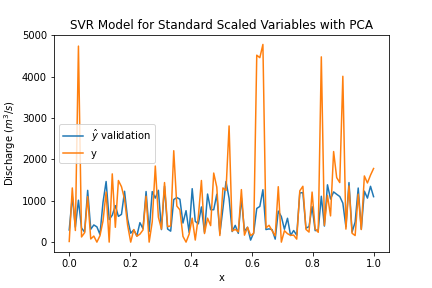 SVR Model for Standard Scaled Variables with PCA
5000
4000
3000
2000
1000
0
Discharge (m³/s)
ŷ validation
y
0.0 0.2 0.4 0.6 0.8 1.0
x